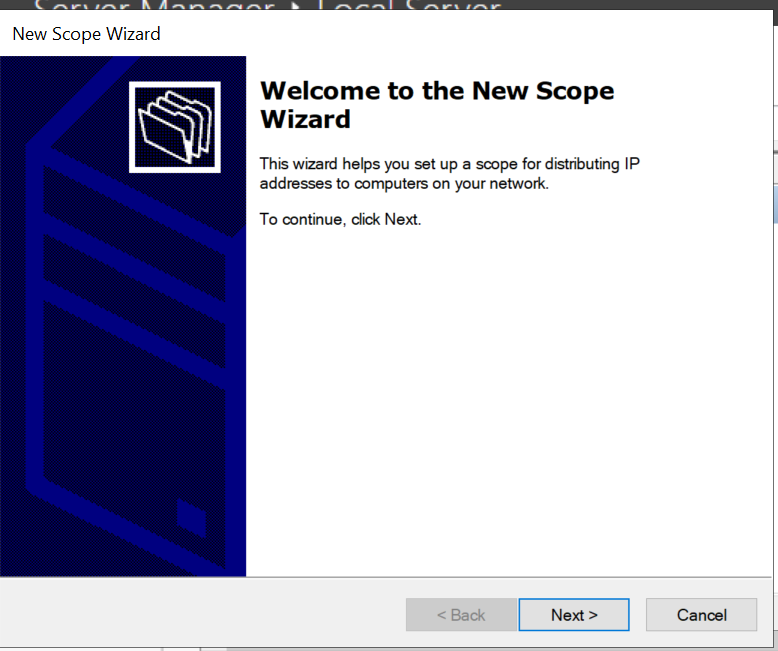 Server Manager ▸ Local Server
New Scope Wizard
Welcome to the New Scope
Wizard
This wizard helps you set up a scope for distributing IP
addresses to computers on your network.
To continue, click Next.
< Back
Next >
Cancel